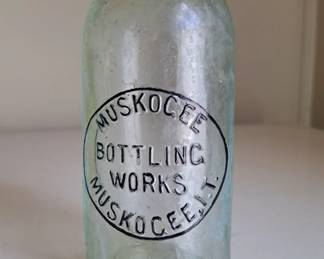 MUSKOGEE
BOTTLING
WORKS
MUSKOGEE, I.T.